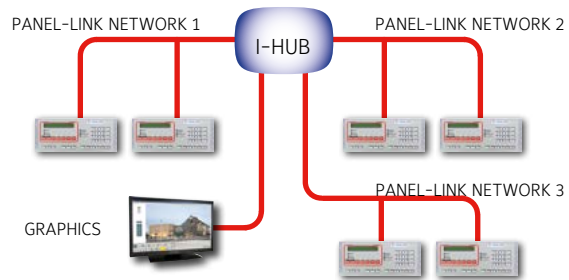 PANEL-LINK NETWORK 1
I-HUB
PANEL-LINK NETWORK 2
PANEL-LINK NETWORK 3
GRAPHICS